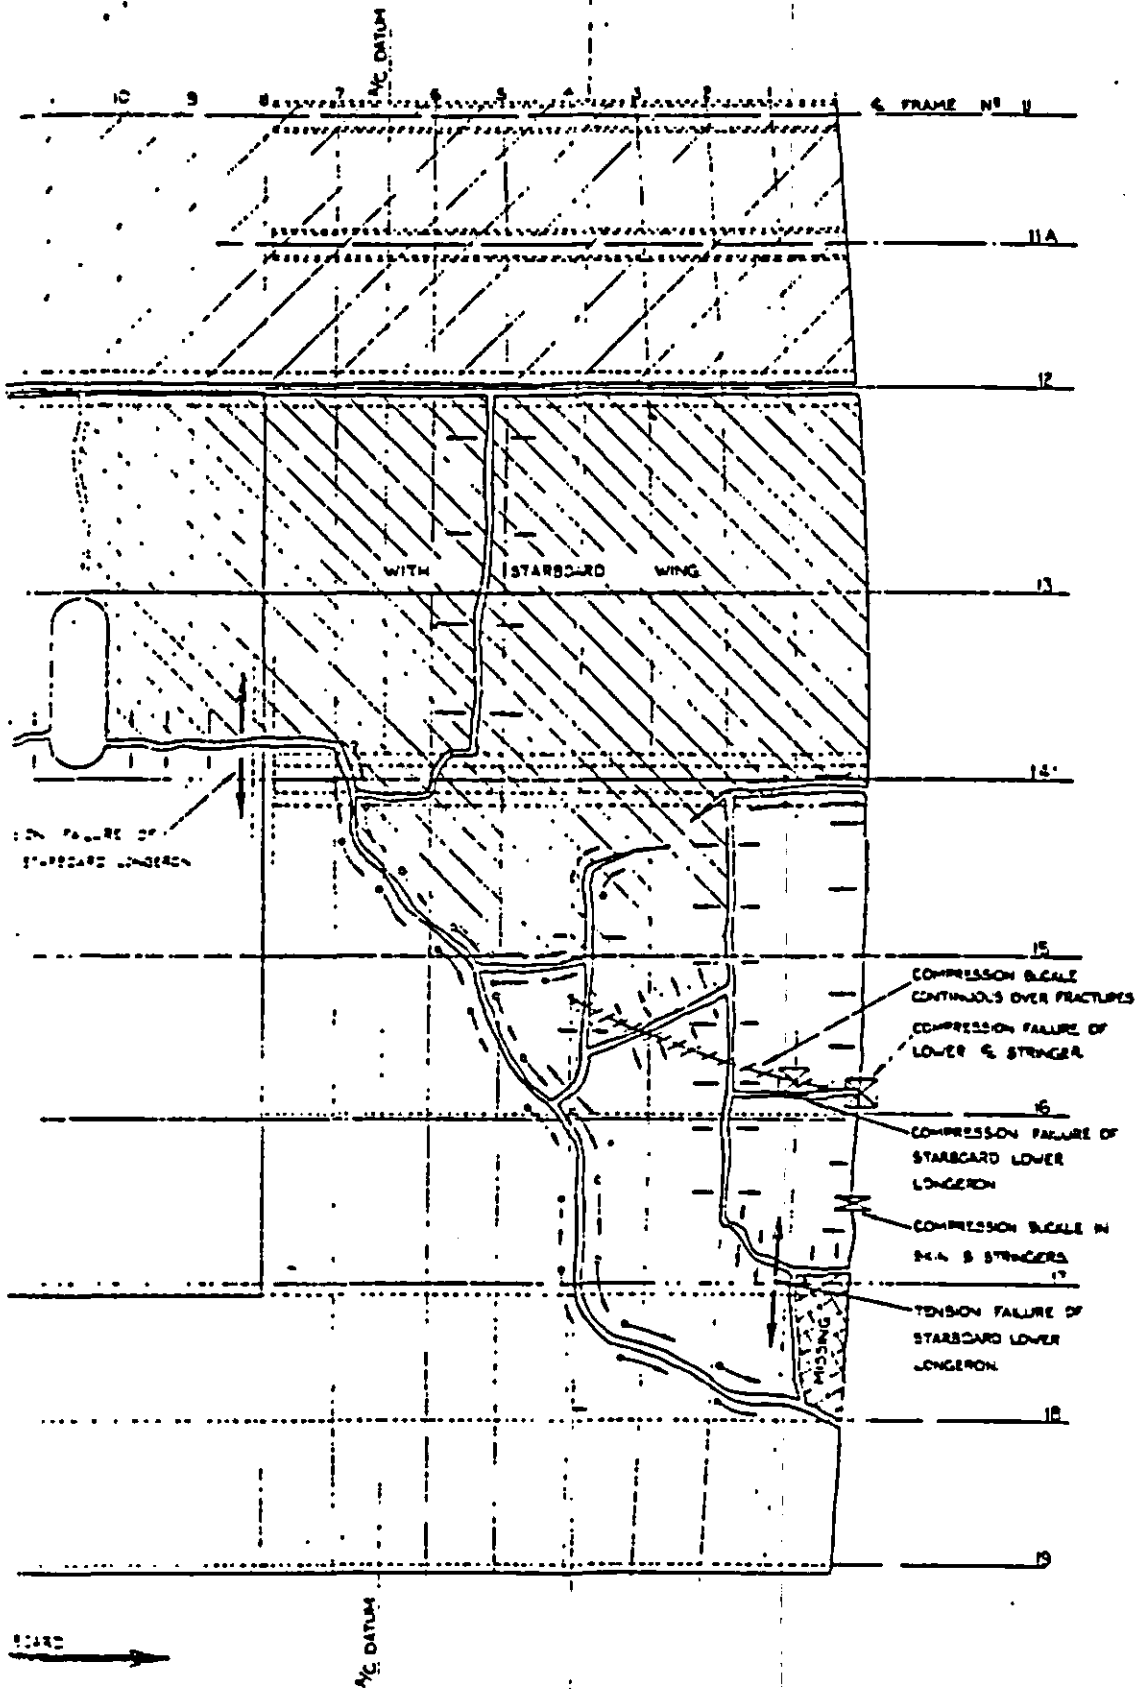 A/C DATUM
10 9 8 7 6 5 4 3 2 1
℄ FRAME Nº 11
11A
12
WITH STARBOARD WING
13
14
FAILURE OF
STARBOARD LONGERON
15
COMPRESSION BUCKLE
CONTINUOUS OVER FRACTURES
COMPRESSION FAILURE OF
LOWER ℄ STRINGER
16
COMPRESSION FAILURE OF
STARBOARD LOWER
LONGERON
COMPRESSION BUCKLE IN
SKIN & STRINGERS
17
TENSION FAILURE OF
STARBOARD LOWER
LONGERON
MISSING
18
19
A/C DATUM